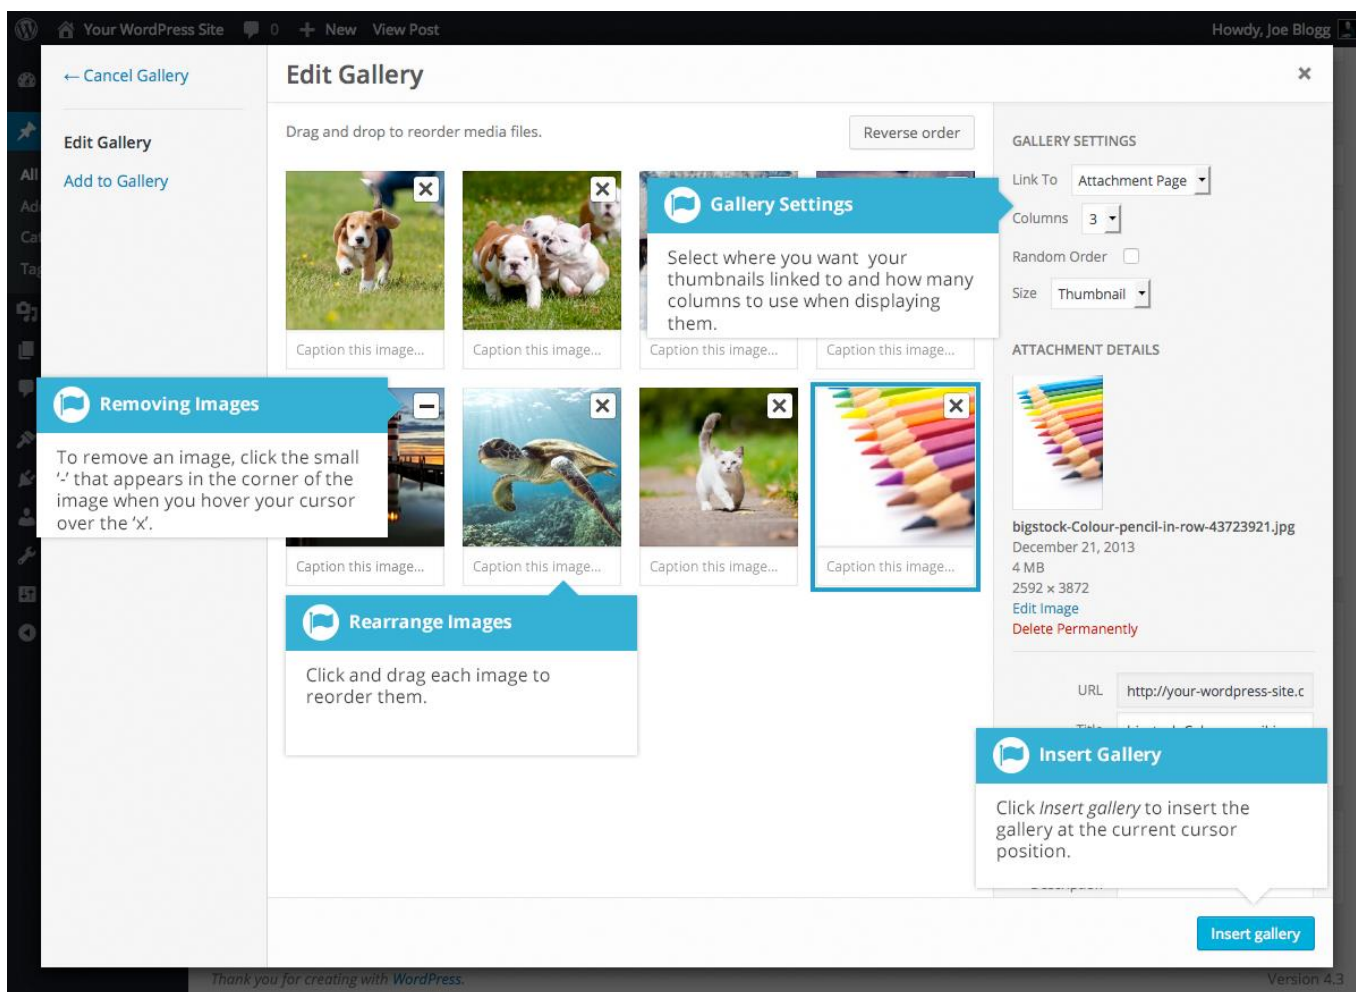 Your WordPress Site 0 + New View Post
Howdy, Joe Blogg
← Cancel Gallery
Edit Gallery
Add to Gallery
All
Ad
Cat
Tag
Edit Gallery
Drag and drop to reorder media files.
Reverse order
Caption this image...
Caption this image...
Caption this image...
Caption this image...
Gallery Settings
Select where you want your
thumbnails linked to and how many
columns to use when displaying
them.
Removing Images
To remove an image, click the small
‘-’ that appears in the corner of the
image when you hover your cursor
over the ‘x’.
Caption this image...
Caption this image...
Caption this image...
Caption this image...
Rearrange Images
Click and drag each image to
reorder them.
GALLERY SETTINGS
Link To Attachment Page
Columns 3
Random Order
Size Thumbnail
ATTACHMENT DETAILS
bigstock-Colour-pencil-in-row-43723921.jpg
December 21, 2013
4 MB
2592 × 3872
Edit Image
Delete Permanently
URL http://your-wordpress-site.c
Title
Insert Gallery
Click Insert gallery to insert the
gallery at the current cursor
position.
Description
Insert gallery
Thank you for creating with WordPress.
Version 4.3